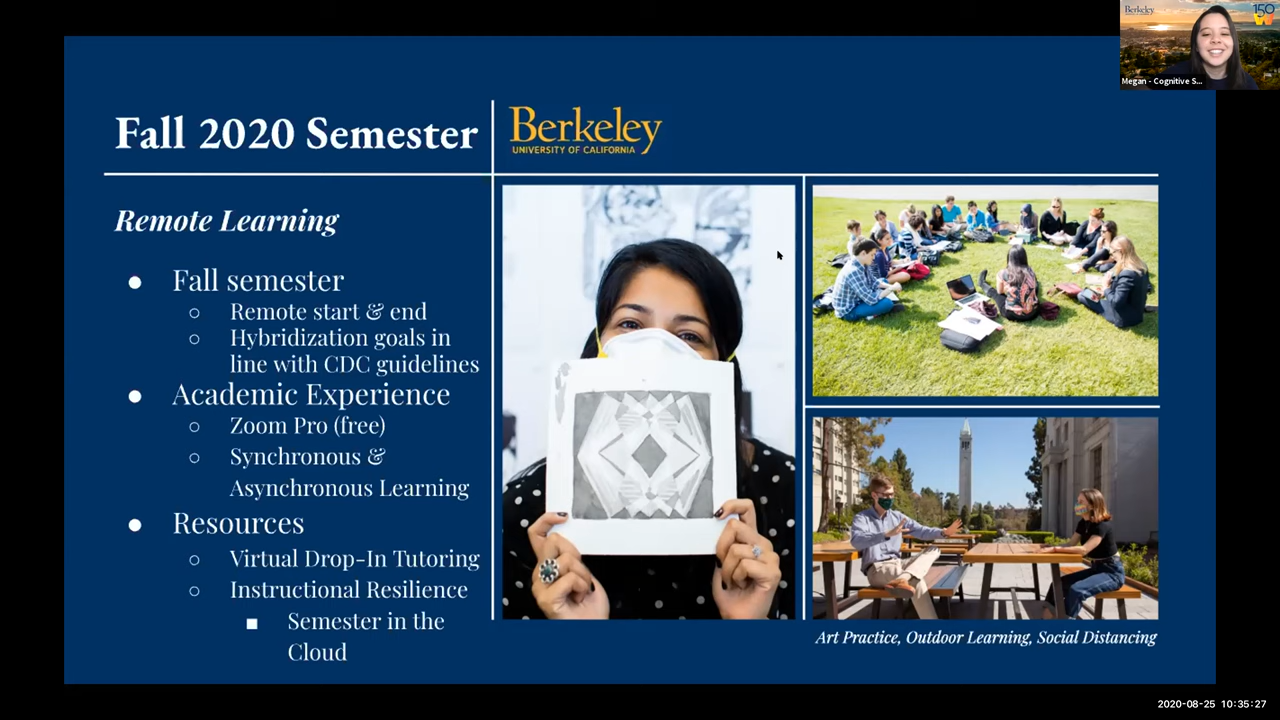 Berkeley
150
Megan - Cognitive S...
Fall 2020 Semester
Berkeley
UNIVERSITY OF CALIFORNIA
Remote Learning
● Fall semester
○ Remote start & end
○ Hybridization goals in
line with CDC guidelines
● Academic Experience
○ Zoom Pro (free)
○ Synchronous &
Asynchronous Learning
● Resources
○ Virtual Drop-In Tutoring
○ Instructional Resilience
■ Semester in the
Cloud
Art Practice, Outdoor Learning, Social Distancing
2020-08-25 10:35:27